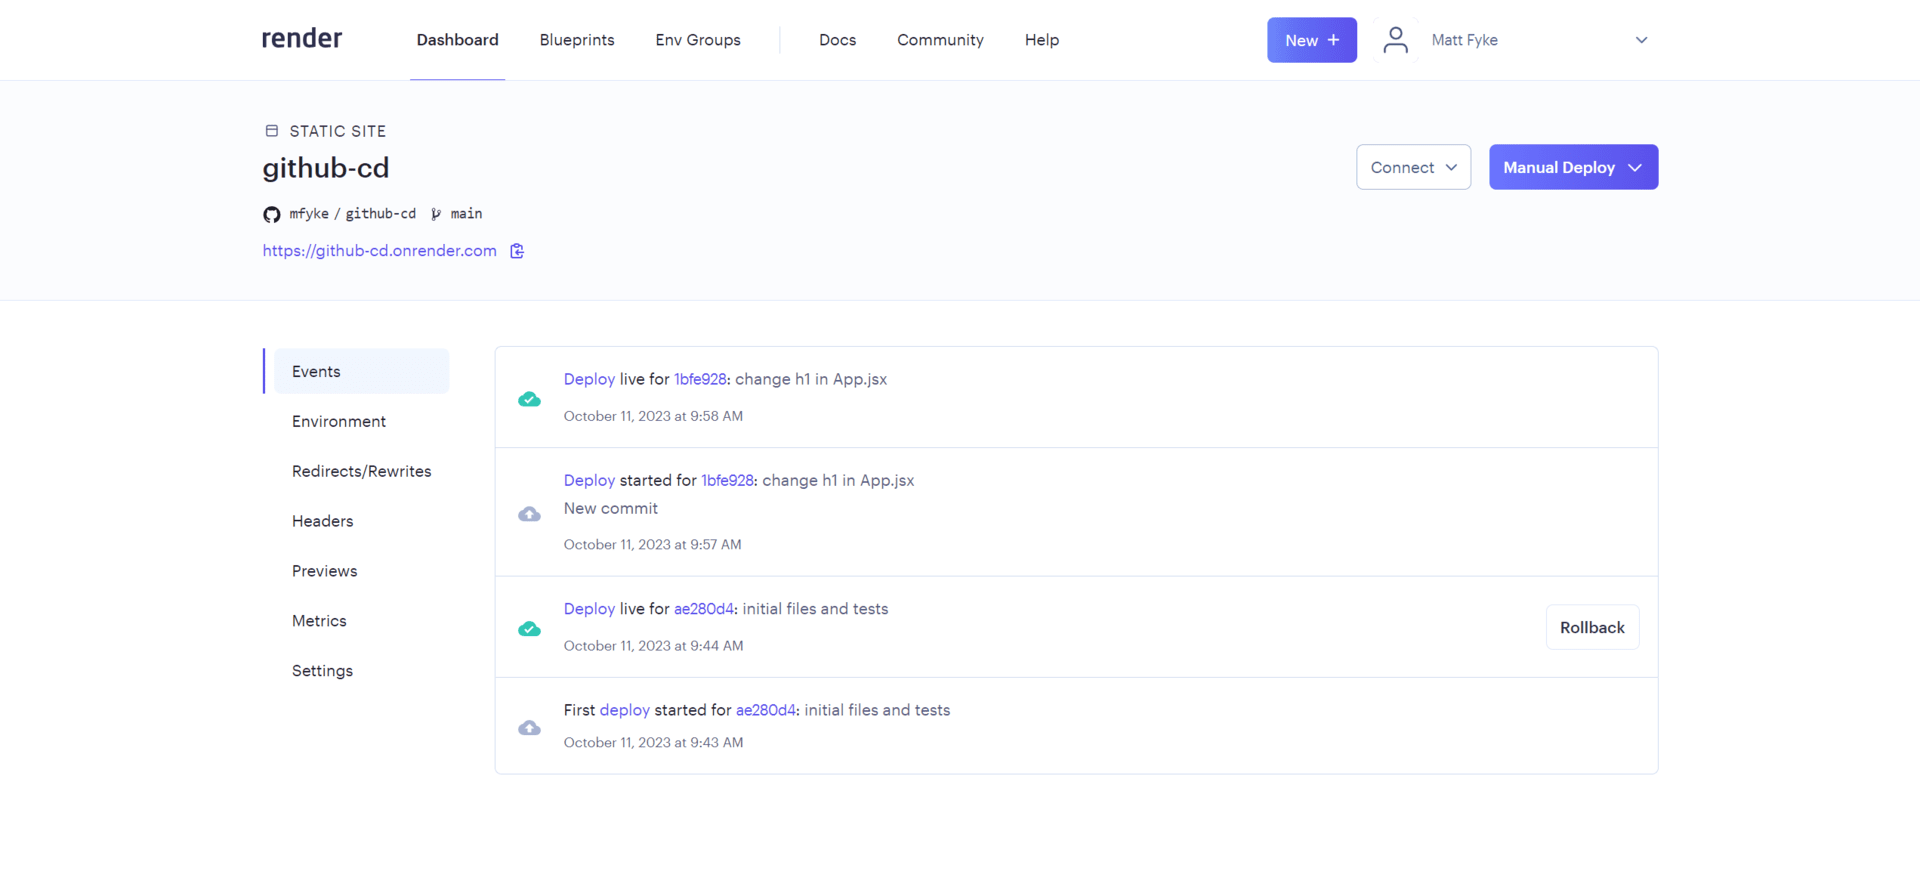 render
Dashboard Blueprints Env Groups Docs Community Help New + Matt Fyke
STATIC SITE
github-cd
Connect Manual Deploy
mfyke / github-cd main
https://github-cd.onrender.com
Events
Environment
Redirects/Rewrites
Headers
Previews
Metrics
Settings
Deploy live for 1bfe928: change h1 in App.jsx
October 11, 2023 at 9:58 AM
Deploy started for 1bfe928: change h1 in App.jsx
New commit
October 11, 2023 at 9:57 AM
Deploy live for ae280d4: initial files and tests
October 11, 2023 at 9:44 AM
Rollback
First deploy started for ae280d4: initial files and tests
October 11, 2023 at 9:43 AM